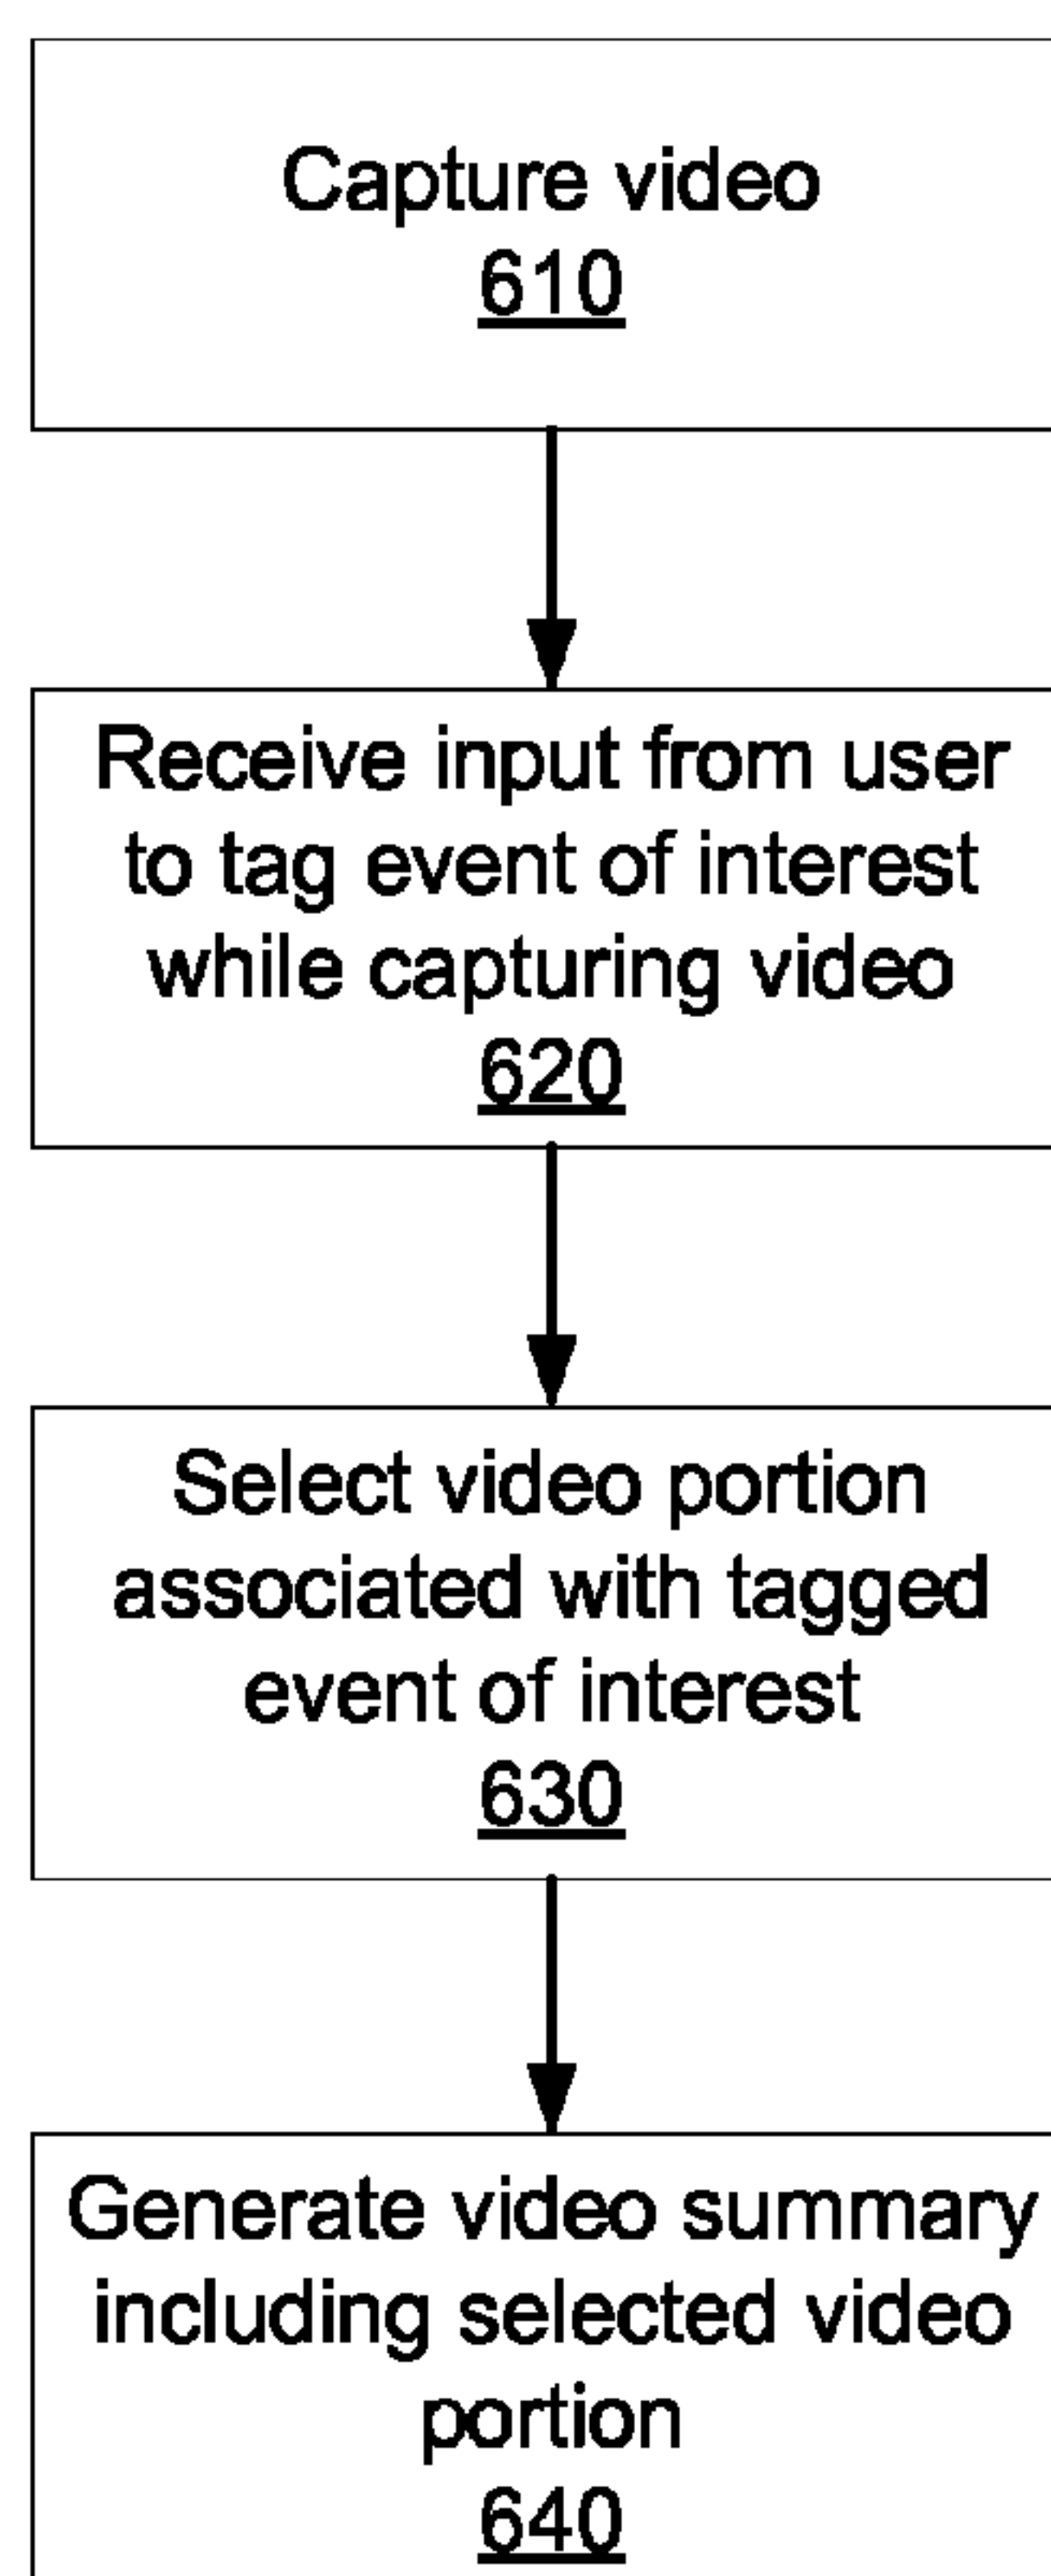 Capture video
610
Receive input from user
to tag event of interest
while capturing video
620
Select video portion
associated with tagged
event of interest
630
Generate video summary
including selected video
portion
640